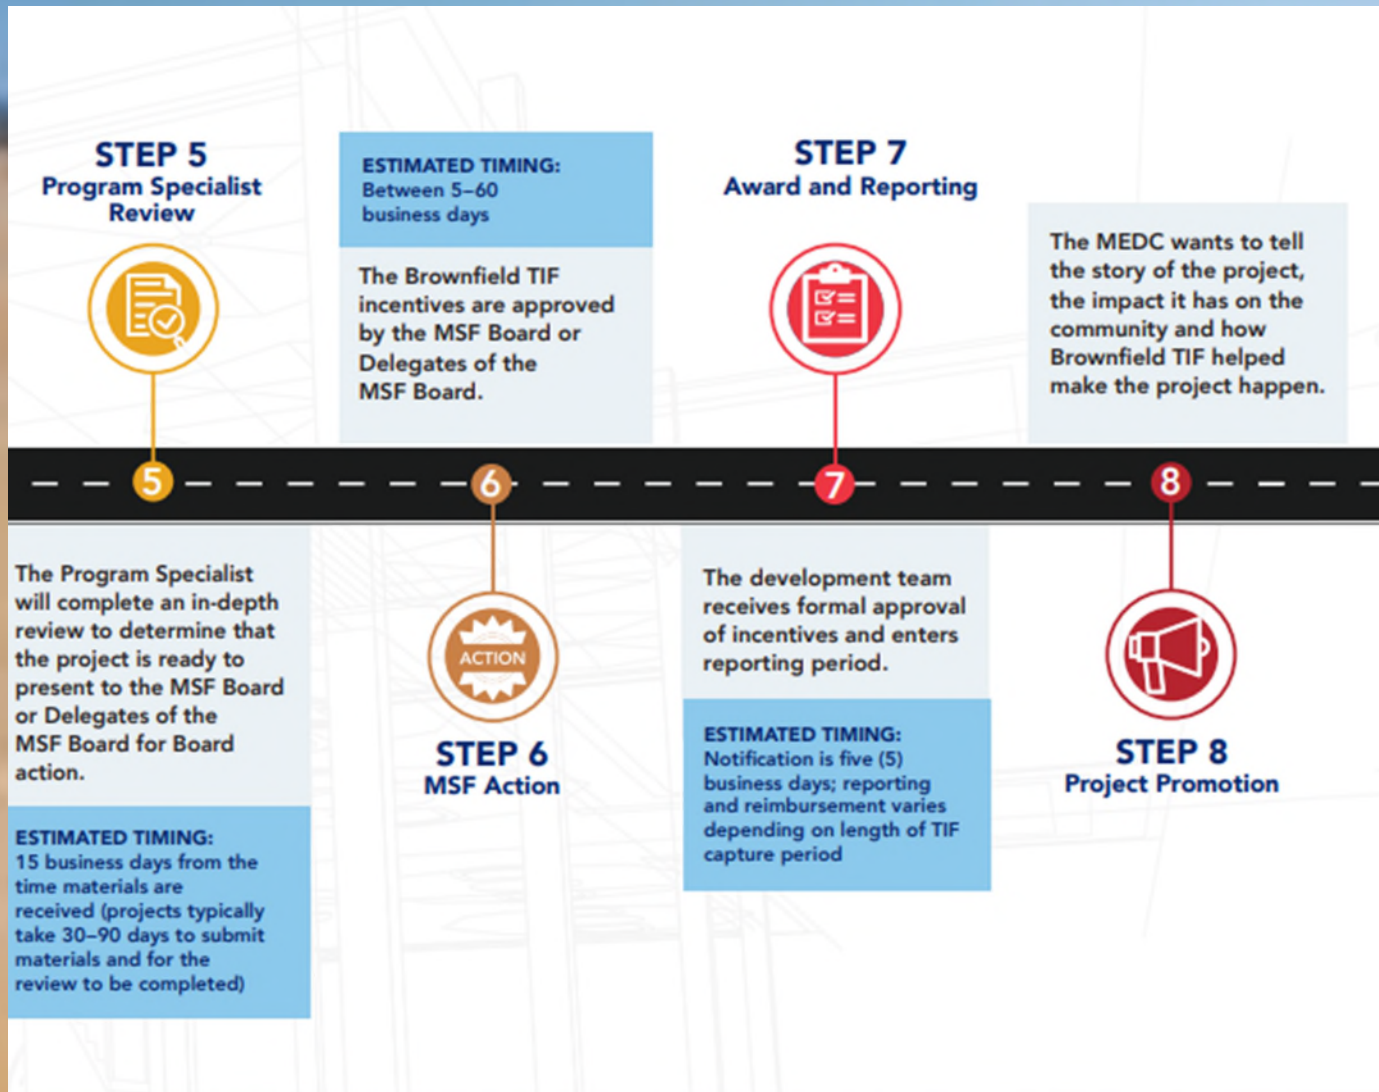 STEP 5
Program Specialist
Review
ESTIMATED TIMING:
Between 5–60
business days
The Brownfield TIF
incentives are approved
by the MSF Board or
Delegates of the
MSF Board.
STEP 7
Award and Reporting
The MEDC wants to tell
the story of the project,
the impact it has on the
community and how
Brownfield TIF helped
make the project happen.
5
6
7
8
The Program Specialist
will complete an in-depth
review to determine that
the project is ready to
present to the MSF Board
or Delegates of the
MSF Board for Board
action.
ESTIMATED TIMING:
15 business days from the
time materials are
received (projects typically
take 30–90 days to submit
materials and for the
review to be completed)
ACTION
STEP 6
MSF Action
The development team
receives formal approval
of incentives and enters
reporting period.
ESTIMATED TIMING:
Notification is five (5)
business days; reporting
and reimbursement varies
depending on length of TIF
capture period
STEP 8
Project Promotion